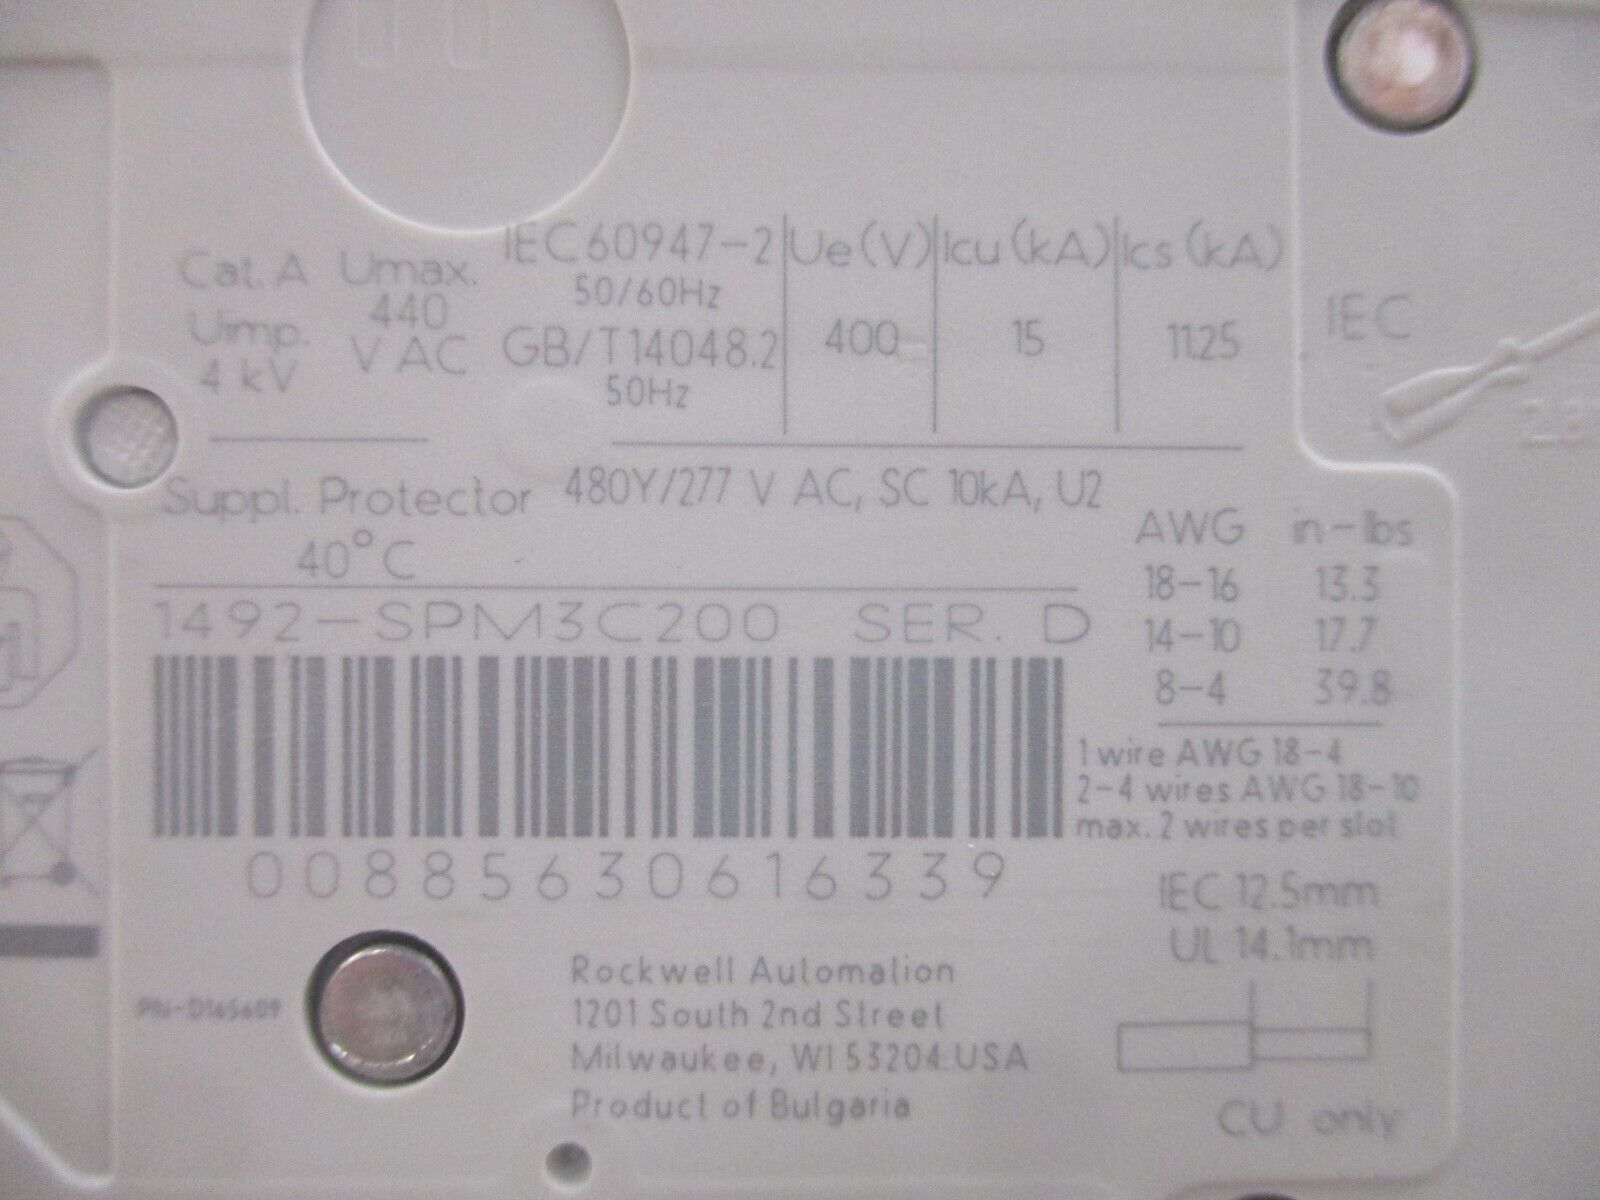 Cat. A Umax. IEC60947-2 Ue(V) Icu(kA) Ics(kA)
440 50/60Hz
Uimp. V AC GB/T14048.2 400 15 11.25
4 kV 50Hz
IEC
Suppl. Protector 480Y/277 V AC, SC 10kA, U2
40°C
AWG in-lbs
18-16 13.3
14-10 17.7
8-4 39.8
1492-SPM3C200 SER. D
1 wire AWG 18-4
2-4 wires AWG 18-10
max. 2 wires per slot
00885630616339
IEC 12.5mm
UL 14.1mm
Rockwell Automation
1201 South 2nd Street
Milwaukee, WI 53204 USA
Product of Bulgaria
CU only